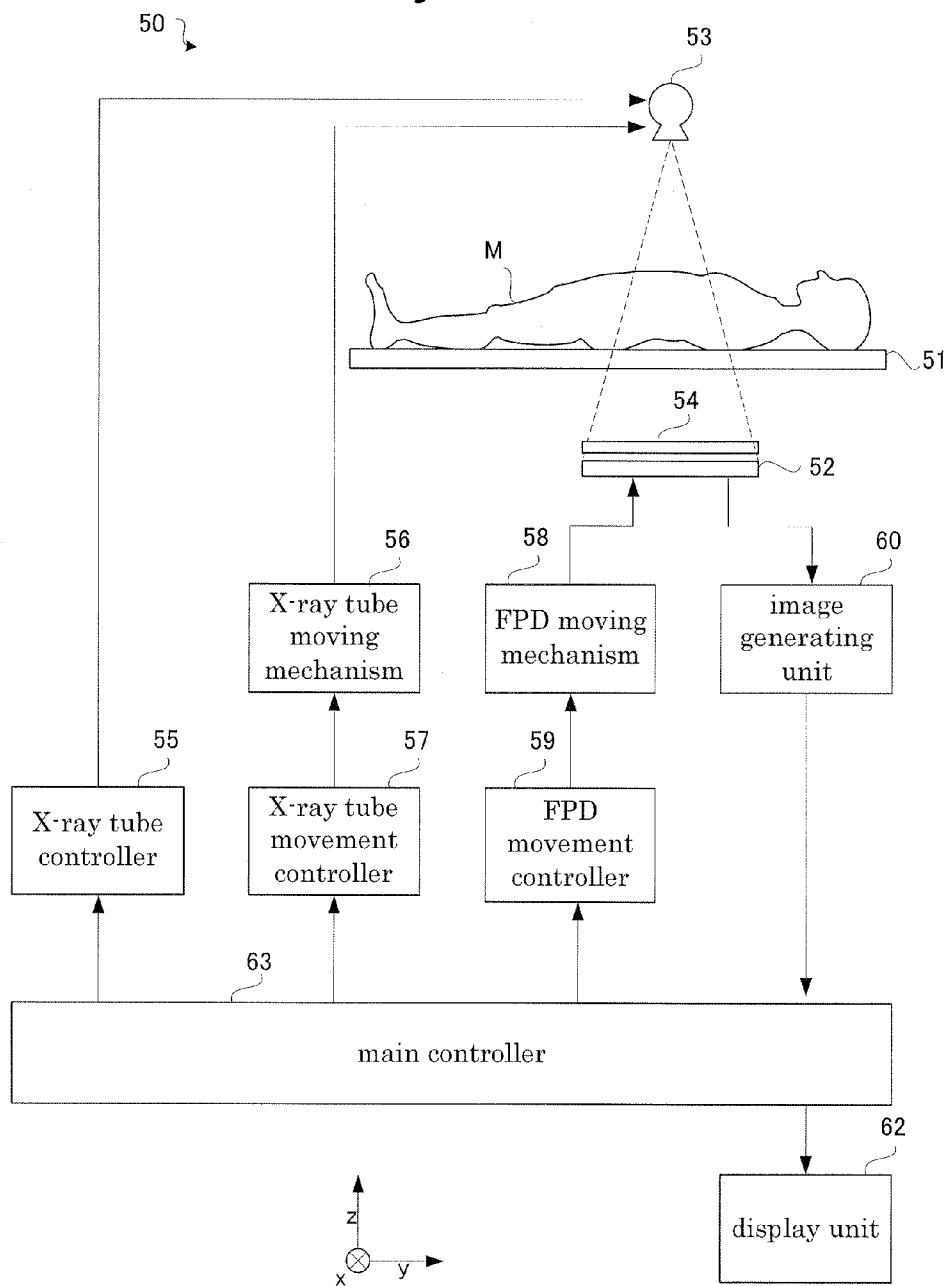 50
53
M
51
54
52
56
X-ray tube
moving
mechanism
58
FPD moving
mechanism
60
image
generating
unit
55
X-ray tube
controller
57
X-ray tube
movement
controller
59
FPD
movement
controller
63
main controller
62
display unit
z
x
y